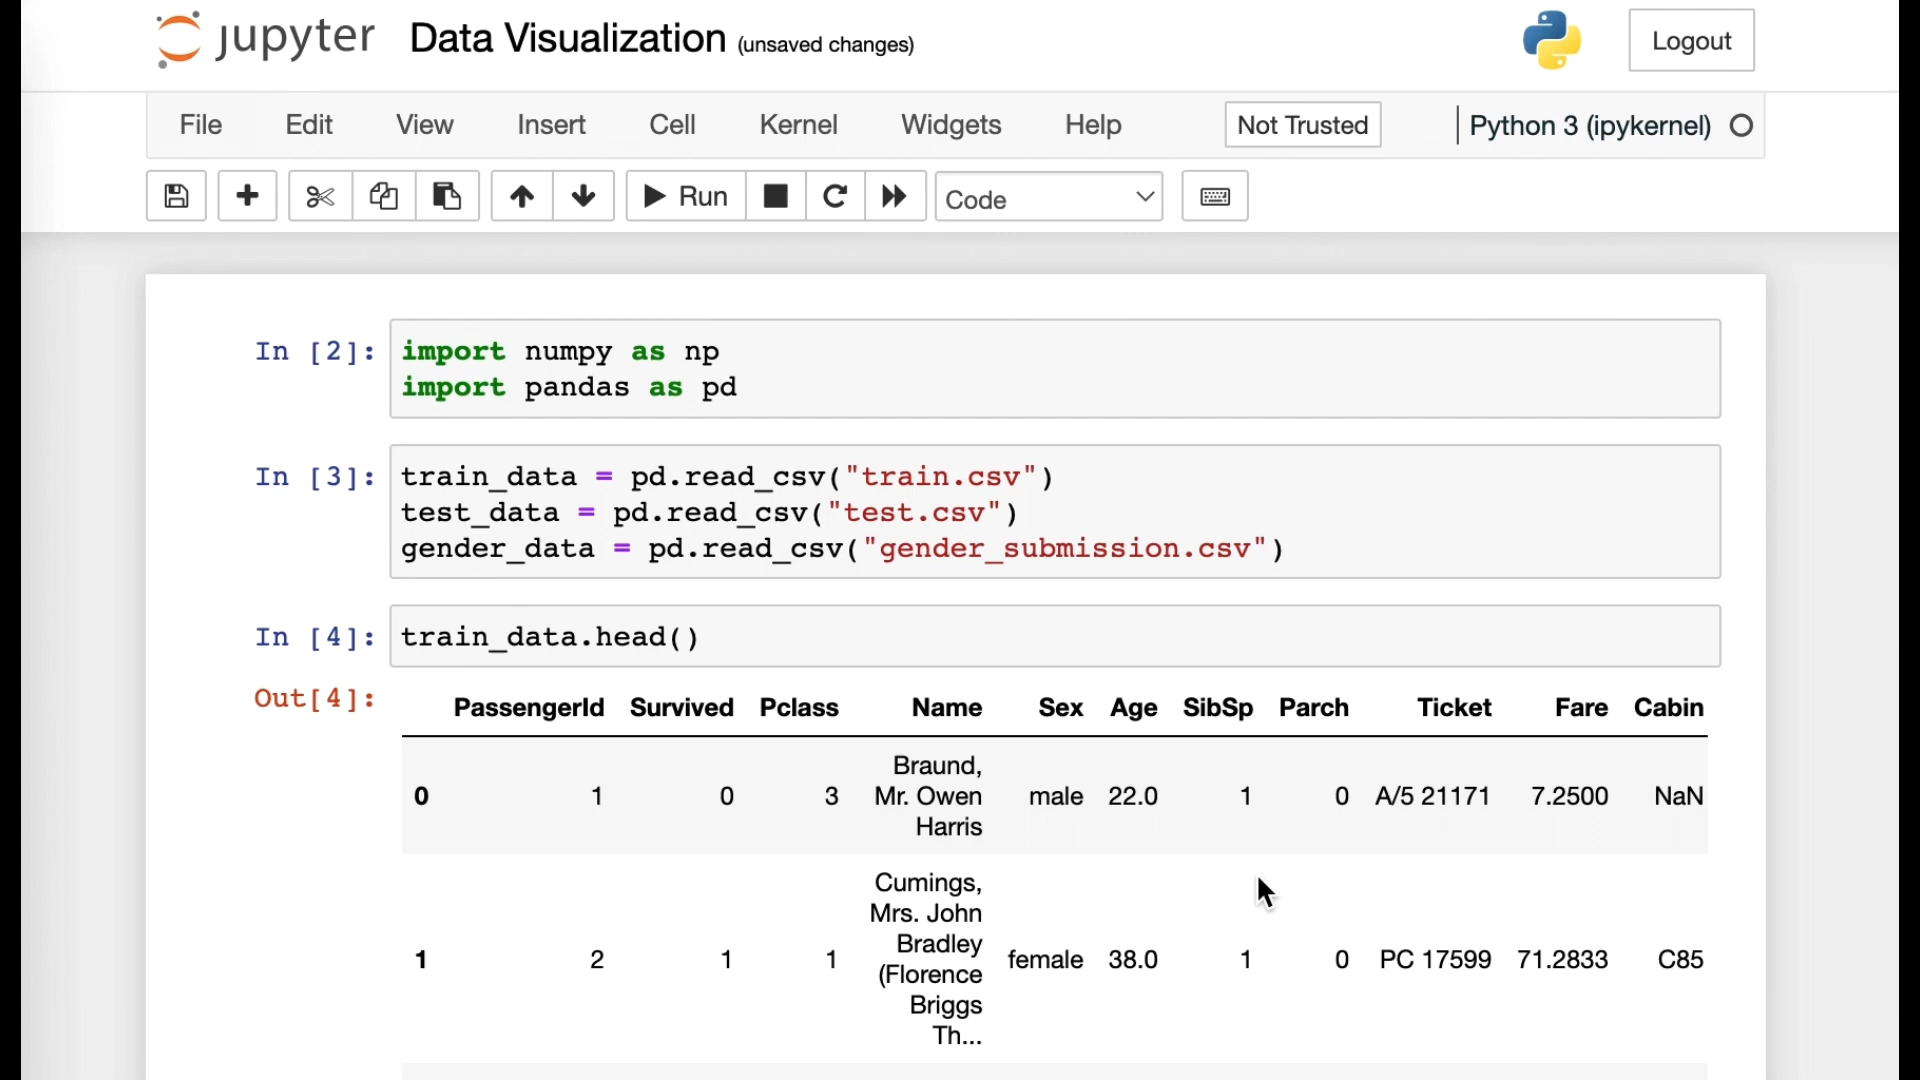 jupyter Data Visualization (unsaved changes) Logout
File Edit View Insert Cell Kernel Widgets Help Not Trusted Python 3 (ipykernel)
Run Code
In [2]: import numpy as np
import pandas as pd
In [3]: train_data = pd.read_csv("train.csv")
test_data = pd.read_csv("test.csv")
gender_data = pd.read_csv("gender_submission.csv")
In [4]: train_data.head()
Out[4]:
PassengerId Survived Pclass Name Sex Age SibSp Parch Ticket Fare Cabin
Braund,
0 1 0 3 Mr. Owen male 22.0 1 0 A/5 21171 7.2500 NaN
Harris
Cumings,
Mrs. John
Bradley
1 2 1 1 (Florence female 38.0 1 0 PC 17599 71.2833 C85
Briggs
Th...